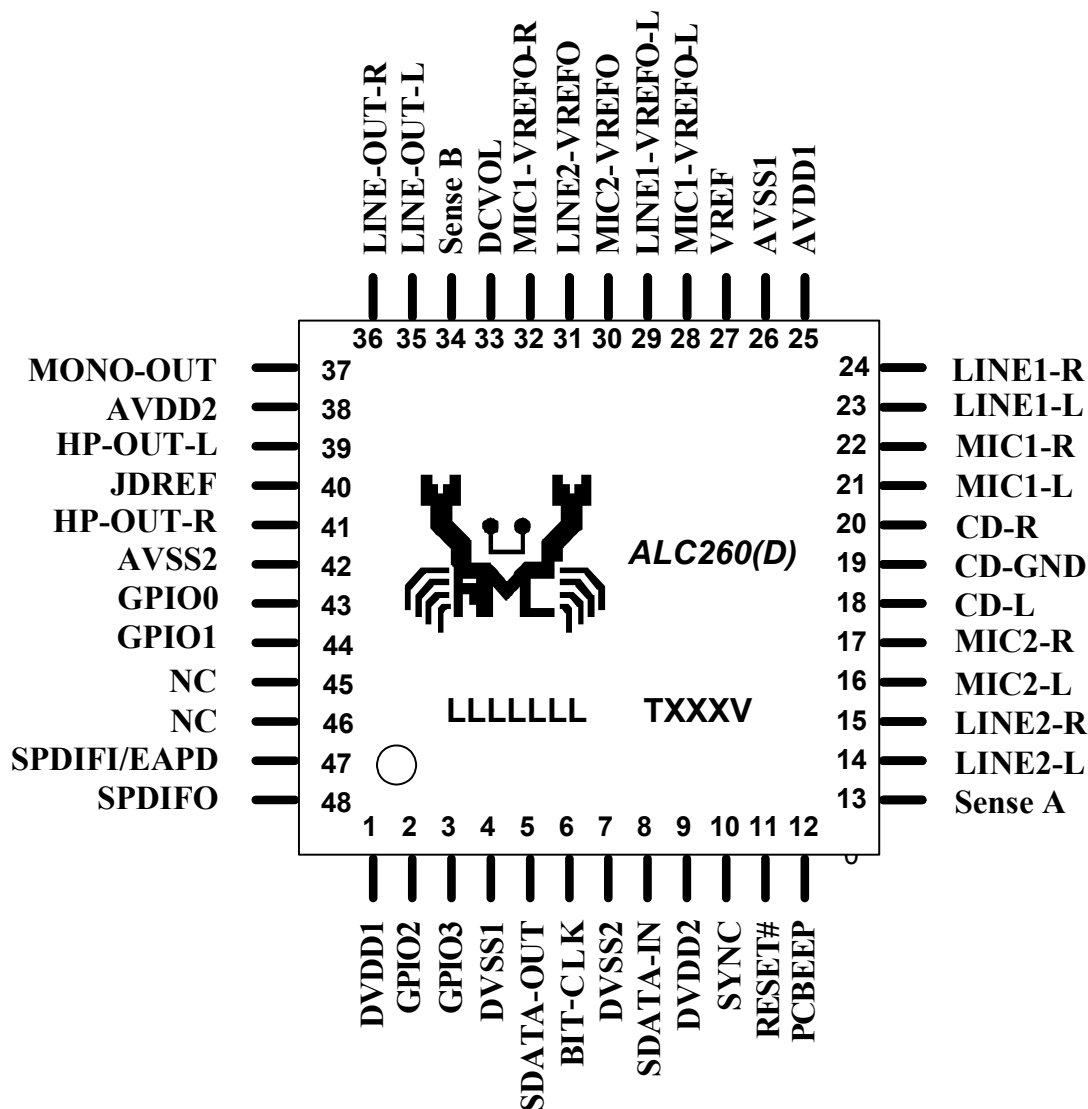 LINE-OUT-R
LINE-OUT-L
Sense B
DCVOL
MIC1-VREFO-R
LINE2-VREFO
MIC2-VREFO
LINE1-VREFO-L
MIC1-VREFO-L
VREF
AVSS1
AVDD1
36 35 34 33 32 31 30 29 28 27 26 25
MONO-OUT 37
AVDD2 38
HP-OUT-L 39
JDREF 40
HP-OUT-R 41
AVSS2 42
GPIO0 43
GPIO1 44
NC 45
NC 46
SPDIFI/EAPD 47
SPDIFO 48
ALC260(D)
LLLLLLL TXXXV
24 LINE1-R
23 LINE1-L
22 MIC1-R
21 MIC1-L
20 CD-R
19 CD-GND
18 CD-L
17 MIC2-R
16 MIC2-L
15 LINE2-R
14 LINE2-L
13 Sense A
1 2 3 4 5 6 7 8 9 10 11 12
DVDD1
GPIO2
GPIO3
DVSS1
SDATA-OUT
BIT-CLK
DVSS2
SDATA-IN
DVDD2
SYNC
RESET#
PCBEEP